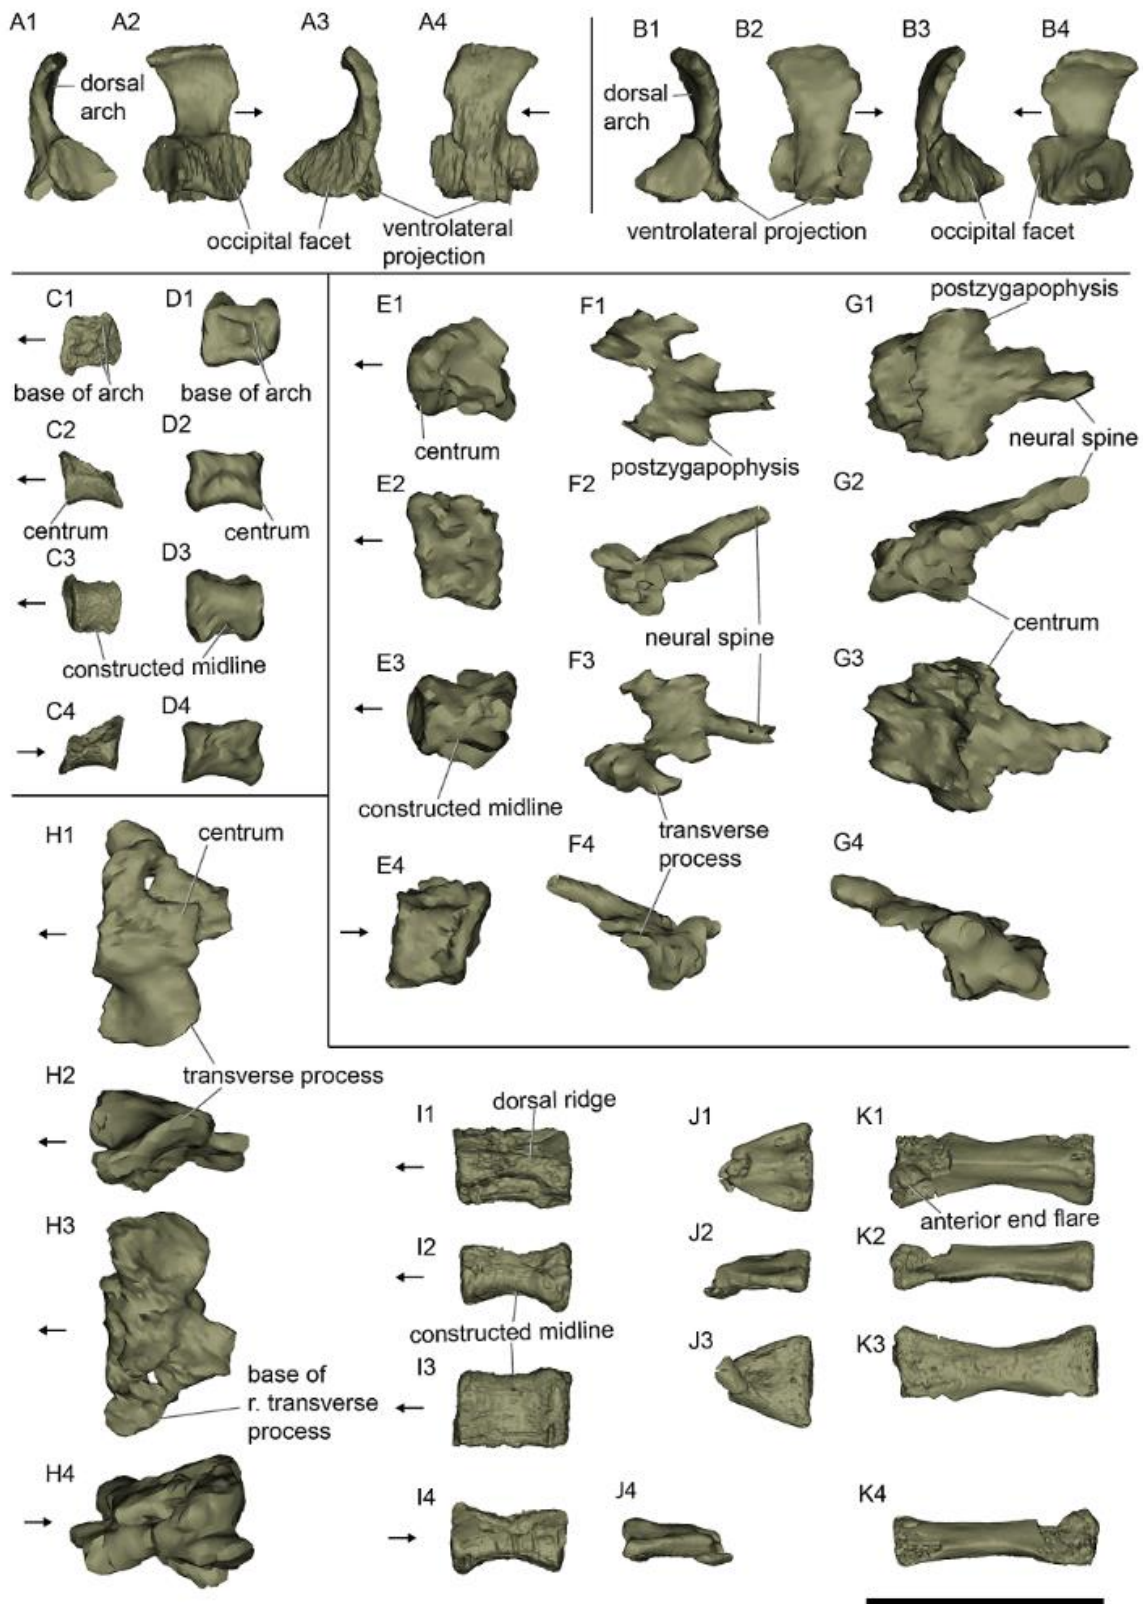 A1 A2 A3 A4
dorsal
arch
occipital facet
ventrolateral
projection
B1 B2 B3 B4
dorsal
arch
ventrolateral projection
occipital facet
C1 D1
base of arch base of arch
C2 D2
centrum centrum
C3 D3
constructed midline
C4 D4
E1 F1 G1
postzygapophysis
centrum
postzygapophysis
neural spine
E2 F2 G2
neural spine
centrum
E3 F3 G3
constructed midline
transverse
process
E4 F4 G4
H1
centrum
transverse process
H2
H3
base of
r. transverse
process
H4
I1 J1 K1
dorsal ridge
anterior end flare
I2 J2 K2
constructed midline
I3 J3 K3
I4 J4 K4